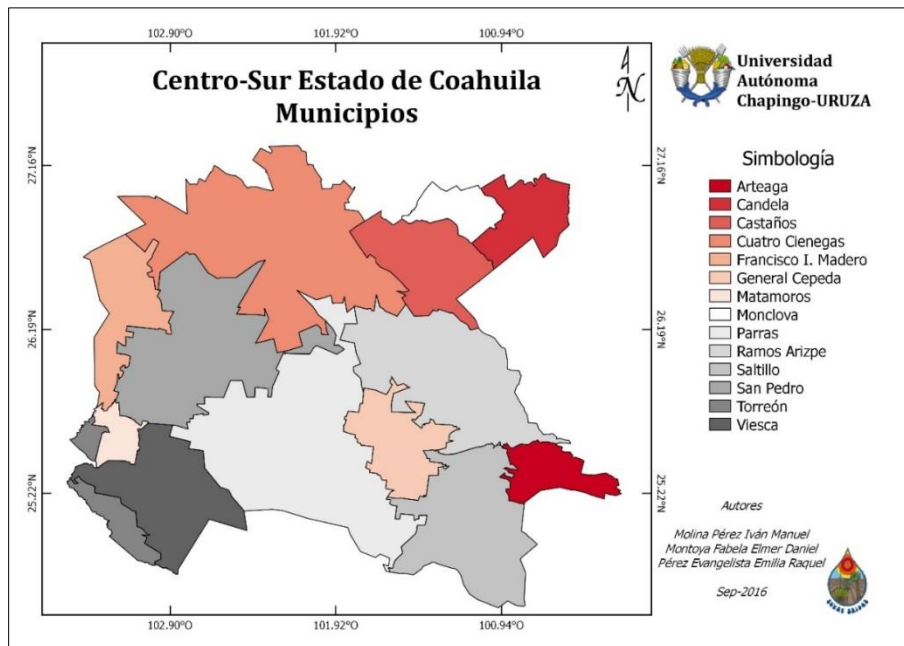 102.90°O
101.92°O
100.94°O
Centro-Sur Estado de Coahuila
Municipios
N
Universidad
Autónoma
Chapingo-URUZA
27.16°N
27.16°N
Simbología
Arteaga
Candela
Castaños
Cuatro Cienegas
Francisco I. Madero
General Cepeda
Matamoros
Monclova
Parras
Ramos Arizpe
Saltillo
San Pedro
Torreón
Viesca
26.19°N
26.19°N
25.22°N
25.22°N
Autores
Molina Pérez Iván Manuel
Montoya Fabela Elmer Daniel
Pérez Evangelista Emilia Raquel
Sep-2016
102.90°O
101.92°O
100.94°O